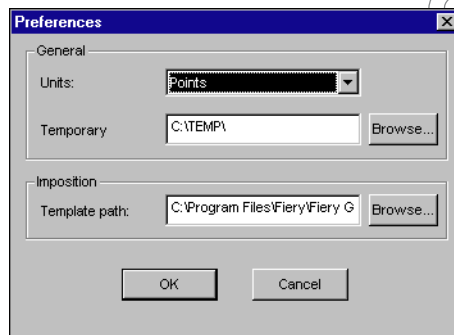 Preferences
General
Units: Points
Temporary C:\TEMP\ Browse...
Imposition
Template path: C:\Program Files\Fiery\Fiery G Browse...
OK Cancel